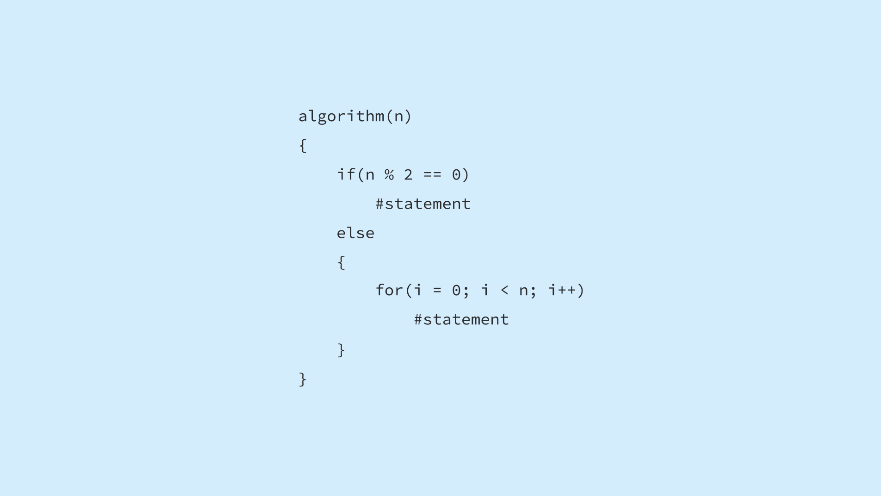 algorithm(n)
{
    if(n % 2 == 0)
        #statement
    else
    {
        for(i = 0; i < n; i++)
            #statement
    }
}